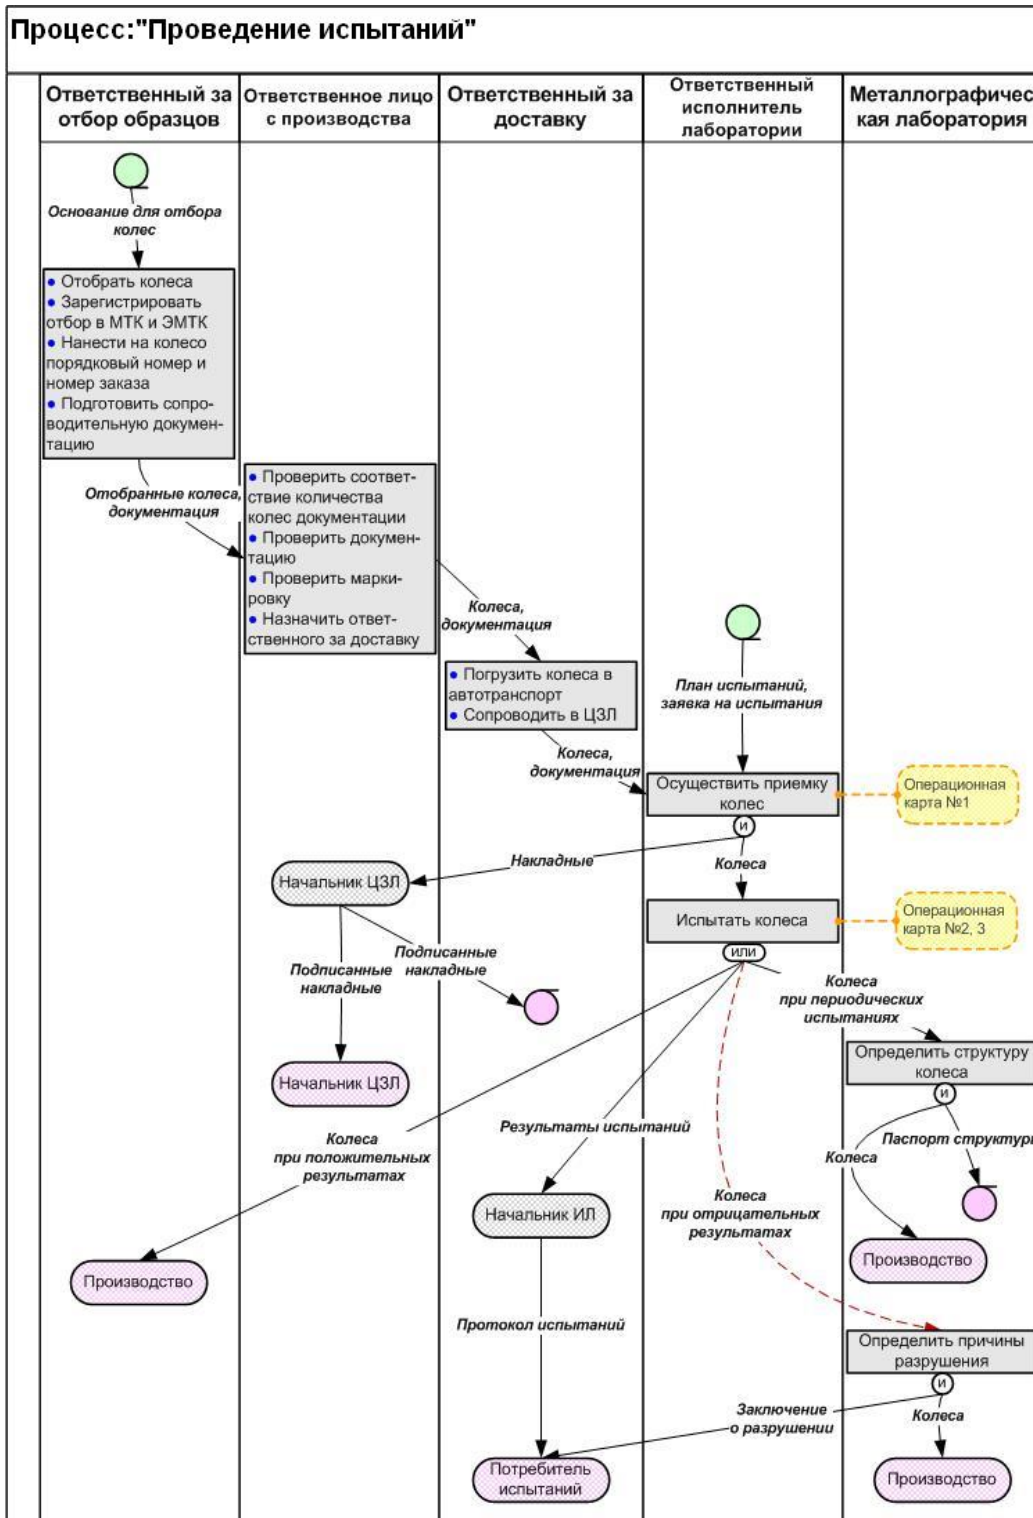 Процесс:"Проведение испытаний"
Ответственный за
отбор образцов
Ответственное лицо
с производства
Ответственный за
доставку
Ответственный
исполнитель
лаборатории
Металлографичес
кая лаборатория
Основание для отбора
колес
● Отобрать колеса
● Зарегистрировать
отбор в МТК и ЭМТК
● Нанести на колесо
порядковый номер и
номер заказа
● Подготовить сопро-
водительную докумен-
тацию
Отобранные колеса,
документация
● Проверить соответ-
ствие количества
колес документации
● Проверить докумен-
тацию
● Проверить марки-
ровку
● Назначить ответ-
ственного за доставку
Колеса,
документация
● Погрузить колеса в
автотранспорт
● Сопроводить в ЦЗЛ
План испытаний,
заявка на испытания
Колеса,
документация
Осуществить приемку
колес
Операционная
карта №1
и
Накладные
Колеса
Начальник ЦЗЛ
Испытать колеса
Операционная
карта №2, 3
или
Подписанные
накладные
Подписанные
накладные
Колеса
при периодических
испытаниях
Определить структуру
колеса
и
Начальник ЦЗЛ
Результаты испытаний
Колеса
при положительных
результатах
Паспорт структуры
Колеса
Колеса
при отрицательных
результатах
Начальник ИЛ
Производство
Производство
Протокол испытаний
Определить причины
разрушения
и
Заключение
о разрушении
Колеса
Потребитель
испытаний
Производство